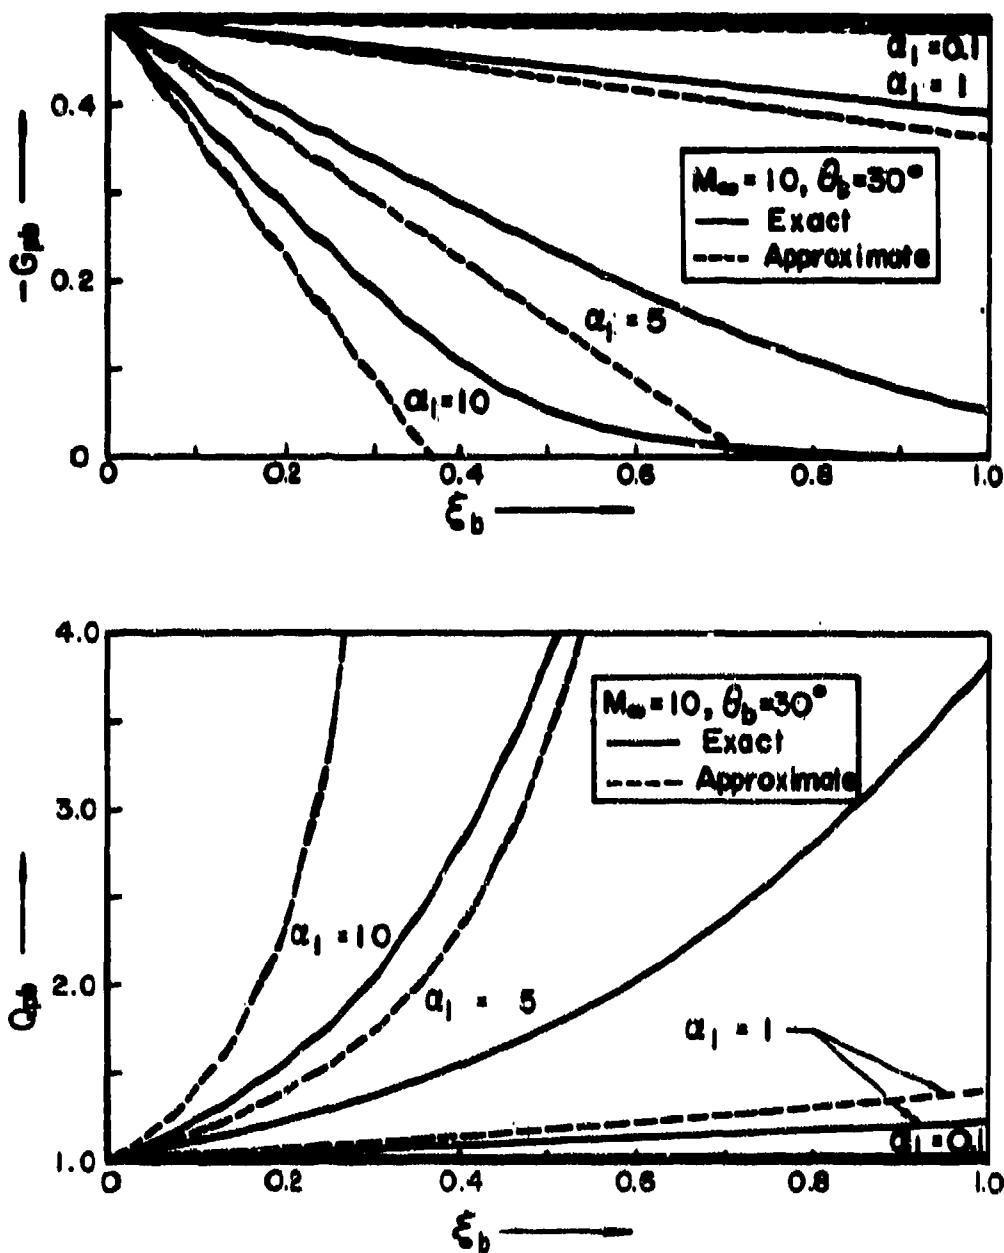 α₁ = 0.1
0.4
α₁ = 1
M∞ = 10, θb = 30°
Exact
Approximate
-Gpb
0.2
α₁ = 5
α₁ = 10
0
0 0.2 0.4 0.6 0.8 1.0
ξb
4.0
M∞ = 10, θb = 30°
Exact
Approximate
3.0
α₁ = 10
2.0
α₁ = 5
Qpb
α₁ = 1
α₁ = 0.1
1.0
0 0.2 0.4 0.6 0.8 1.0
ξb